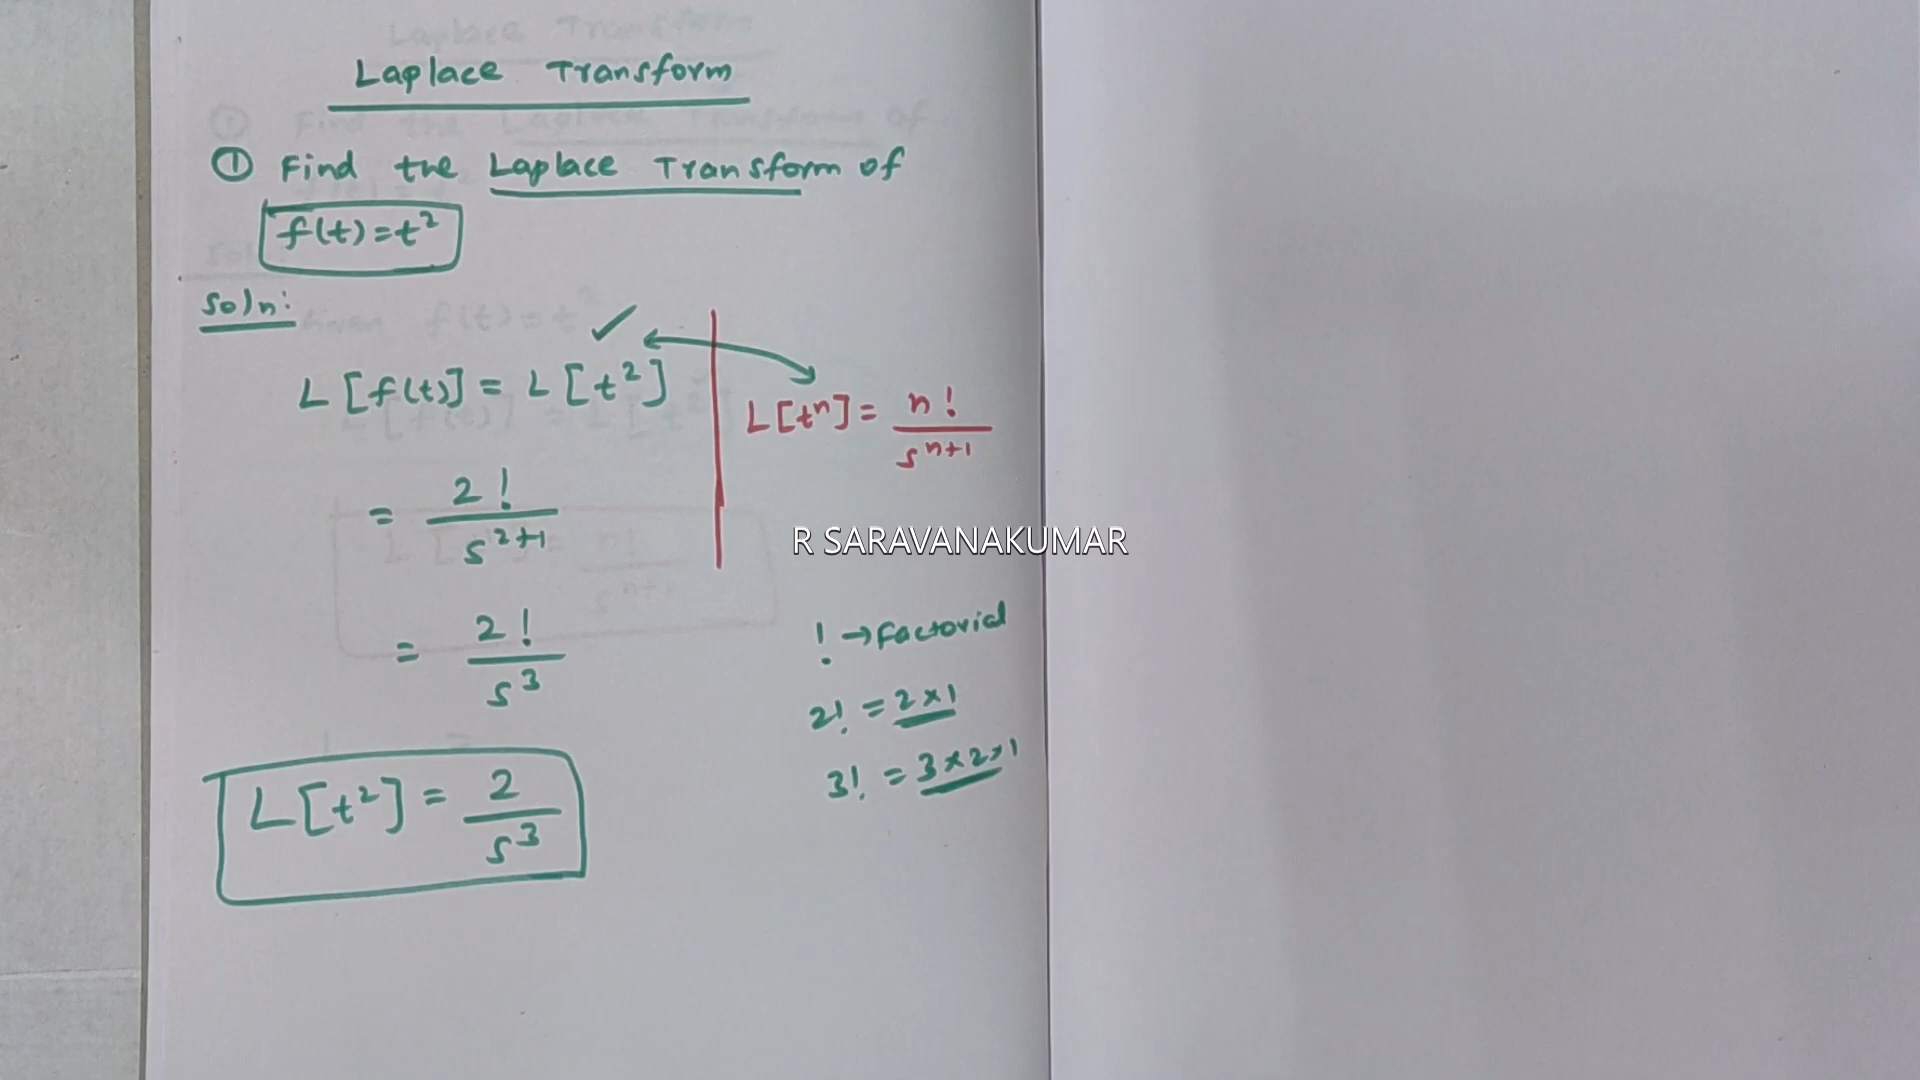 Laplace Transform
① Find the Laplace Transform of
f(t)=t²
Soln:
L[f(t)] = L[t²] ✓
L[tⁿ] = n!/sⁿ⁺¹
= 2!/s²⁺¹
= 2!/s³
L[t²] = 2/s³
R SARAVANAKUMAR
! → Factorial
2! = 2×1
3! = 3×2×1